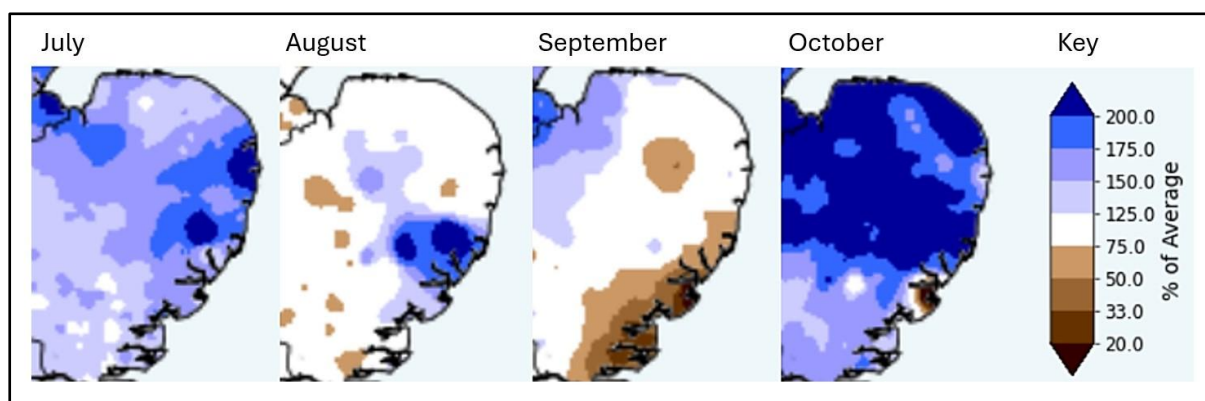 July
August
September
October
Key
200.0
175.0
150.0
125.0
75.0
50.0
33.0
20.0
% of Average